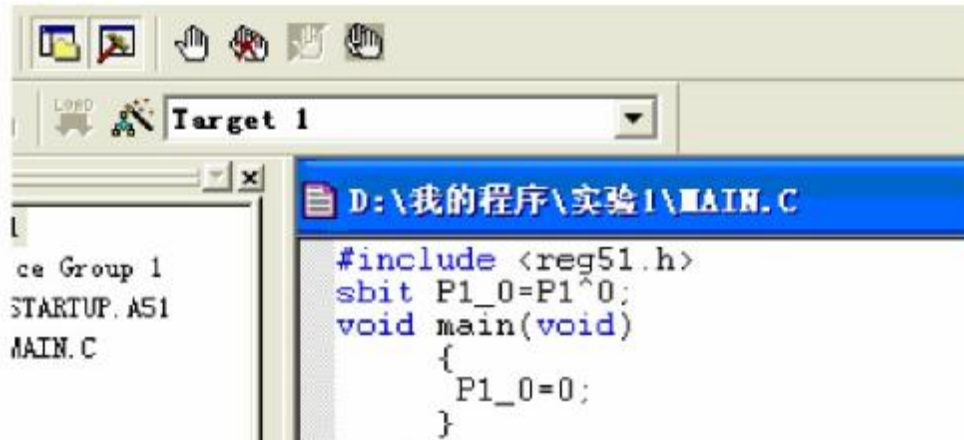 LOAD
Target 1
D:\我的程序\实验1\MAIN.C
ce Group 1
STARTUP.A51
MAIN.C
#include <reg51.h>
sbit P1_0=P1^0;
void main(void)
{
P1_0=0;
}